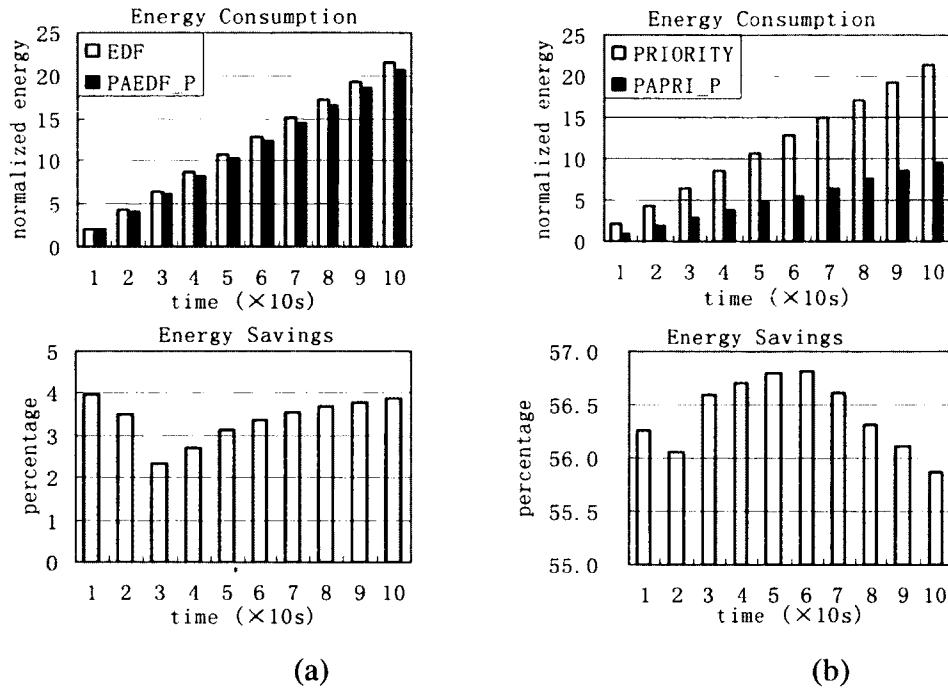 Energy Consumption
normalized energy
25
20
15
10
5
0
EDF
PAEDF_P
1 2 3 4 5 6 7 8 9 10
time (×10s)
Energy Consumption
normalized energy
25
20
15
10
5
0
PRIORITY
PAPRI_P
1 2 3 4 5 6 7 8 9 10
time (×10s)
Energy Savings
percentage
5
4
3
2
1
0
1 2 3 4 5 6 7 8 9 10
time (×10s)
(a)
Energy Savings
percentage
57.0
56.5
56.0
55.5
55.0
1 2 3 4 5 6 7 8 9 10
time (×10s)
(b)